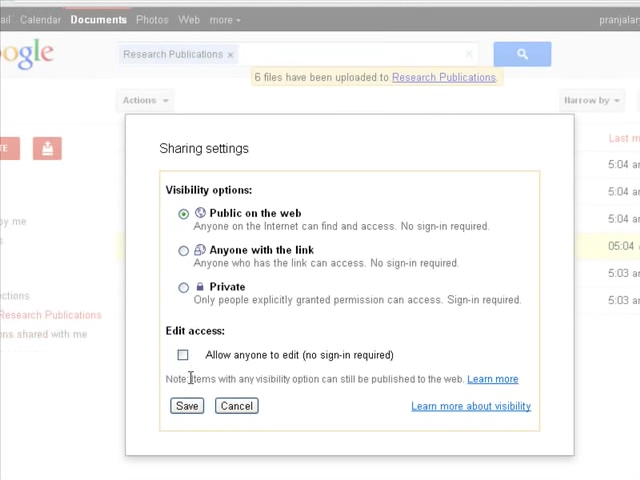 ail Calendar Documents Photos Web more pranjalar
oogle Research Publications
6 files have been uploaded to Research Publications.
Actions Narrow by
TE Sharing settings Last m
Visibility options:
5:04 a
Public on the web
Anyone on the Internet can find and access. No sign-in required.
5:04 a
by me
5:04 a
s
Anyone with the link
05:04
Anyone who has the link can access. No sign-in required.
5:03 a
Private
ections
Only people explicitly granted permission can access. Sign-in required.
5:03 a
Research Publications
ons shared with me
Edit access:
Allow anyone to edit (no sign-in required)
Note: Items with any visibility option can still be published to the web. Learn more
Save Cancel Learn more about visibility